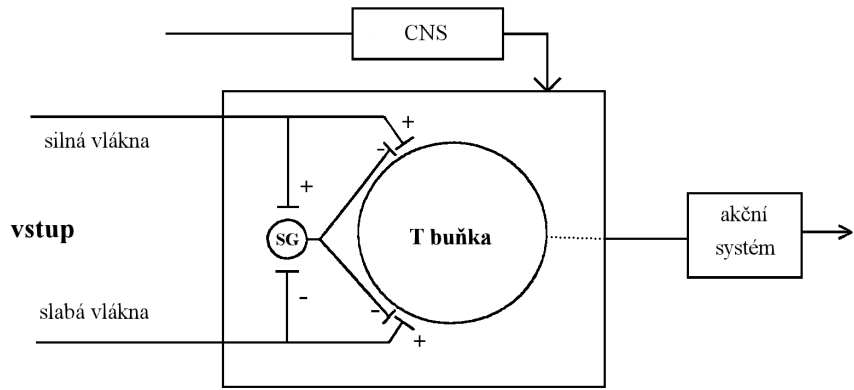 CNS
silná vlákna
+
-
+
vstup
SG
T buňka
akční
systém
-
-
+
slabá vlákna